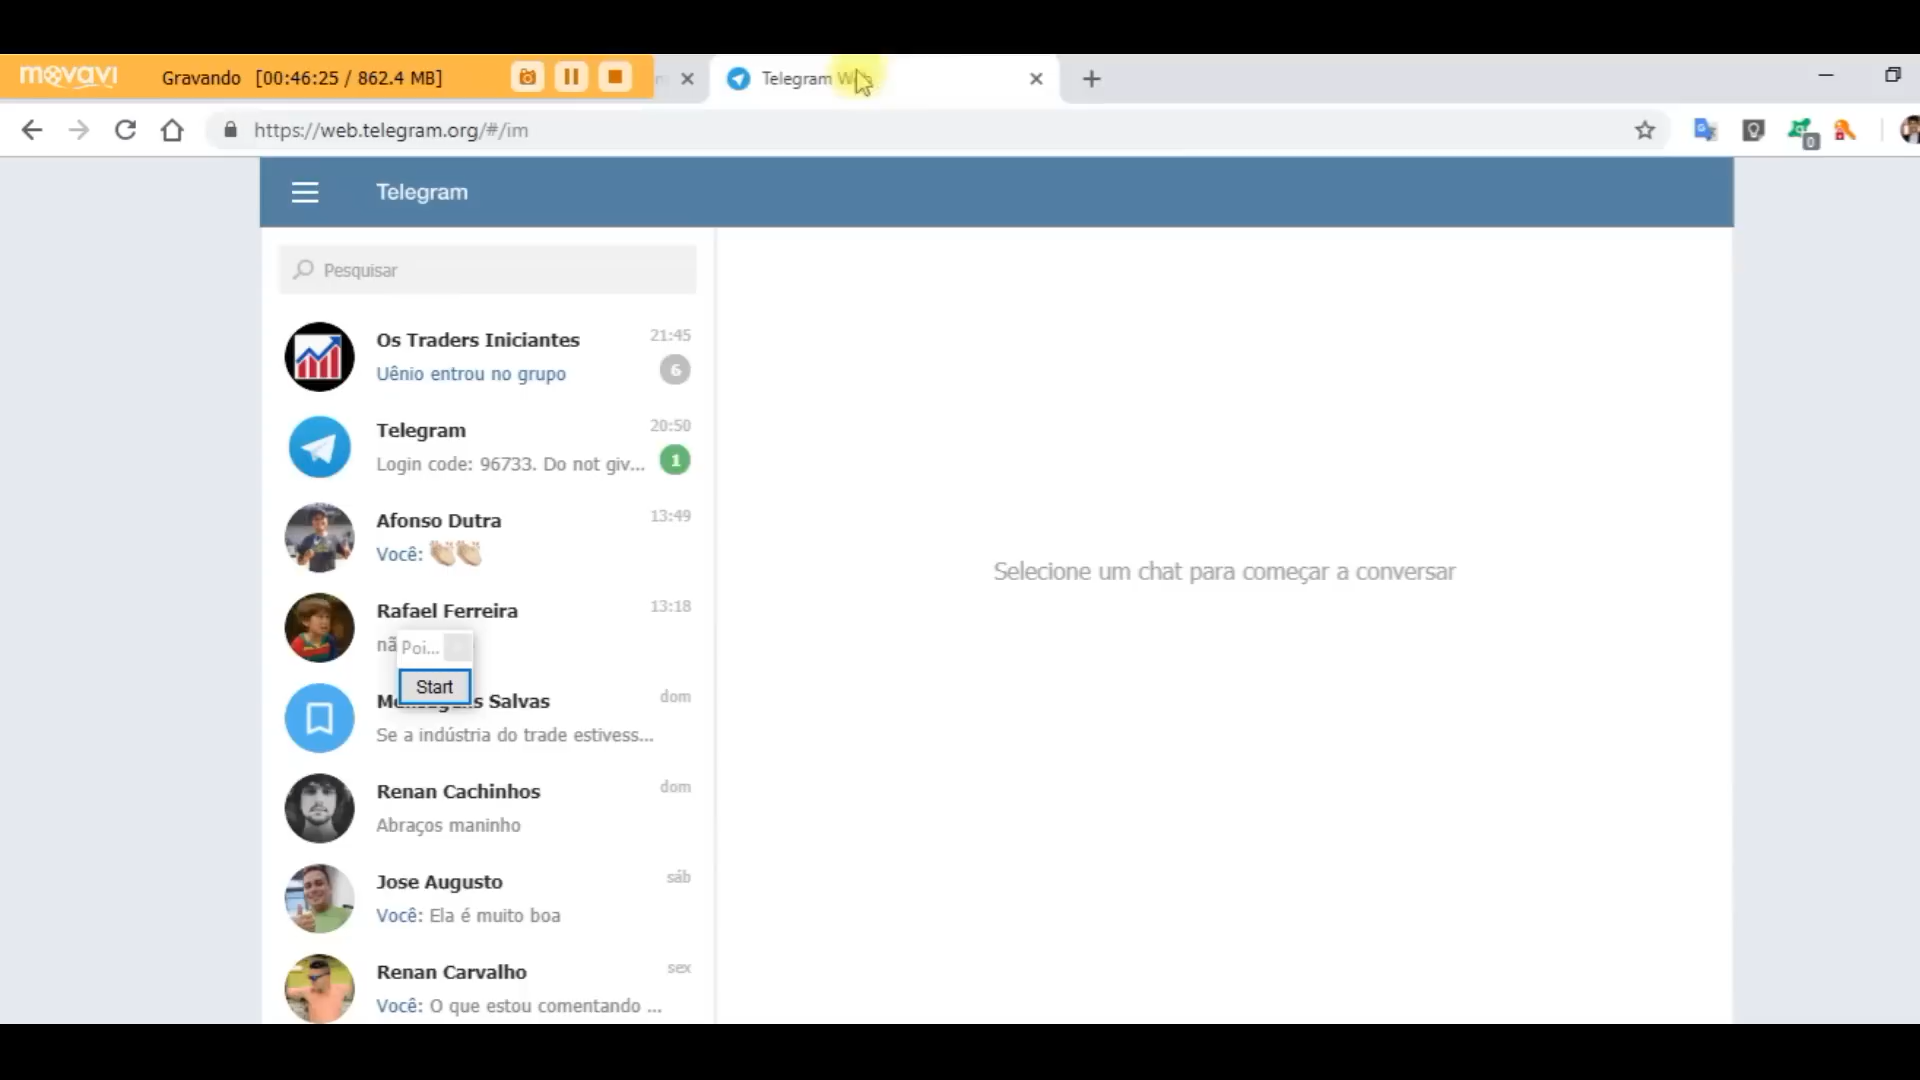 movavi
Gravando [00:46:25 / 862.4 MB]
Telegram
https://web.telegram.org/#/im
0
Telegram
Pesquisar
Os Traders Iniciantes
21:45
Uênio entrou no grupo
6
Telegram
20:50
Login code: 96733. Do not giv...
1
Afonso Dutra
13:49
Você: 👏🏻👏🏻
Rafael Ferreira
13:18
Poi...
Start
Salvas
dom
Se a indústria do trade estivess...
Renan Cachinhos
dom
Abraços maninho
Jose Augusto
sáb
Você: Ela é muito boa
Renan Carvalho
sex
Você: O que estou comentando ...
Selecione um chat para começar a conversar